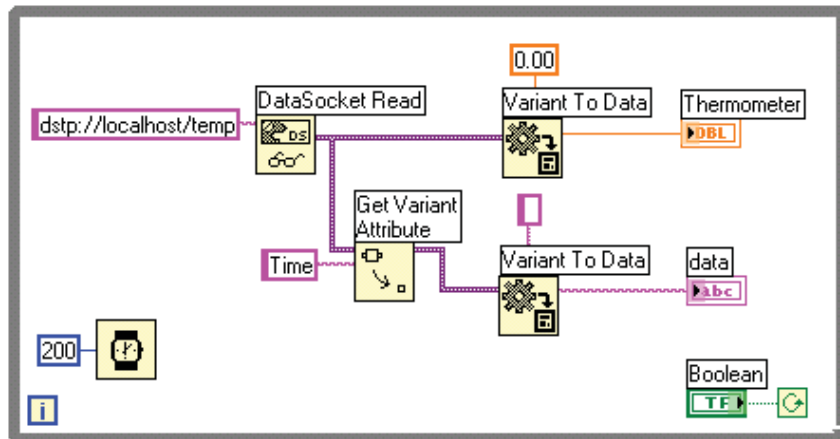 0.00
DataSocket Read
Variant To Data
Thermometer
dstp://localhost/temp
DS
DBL
Get Variant
Attribute
Time
Variant To Data
data
abc
200
Boolean
TF
i